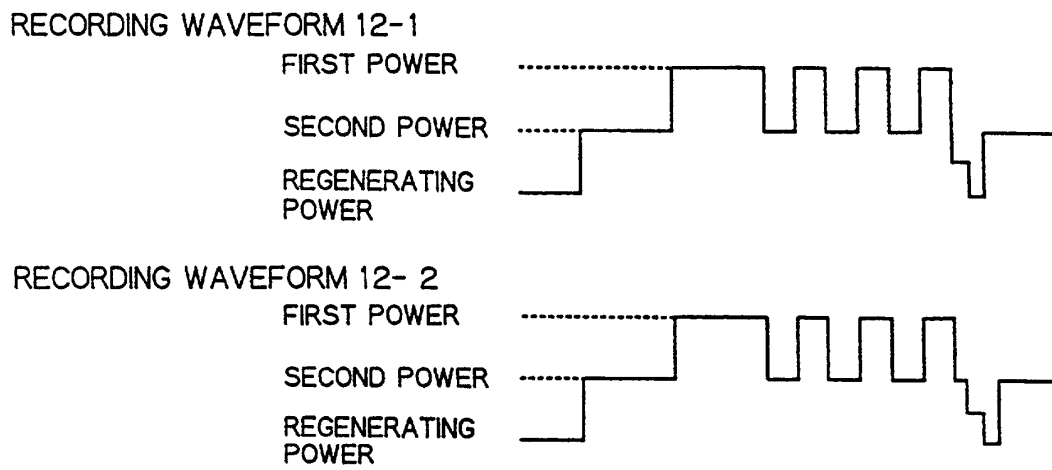 RECORDING WAVEFORM 12-1
FIRST POWER
SECOND POWER
REGENERATING
POWER
RECORDING WAVEFORM 12- 2
FIRST POWER
SECOND POWER
REGENERATING
POWER